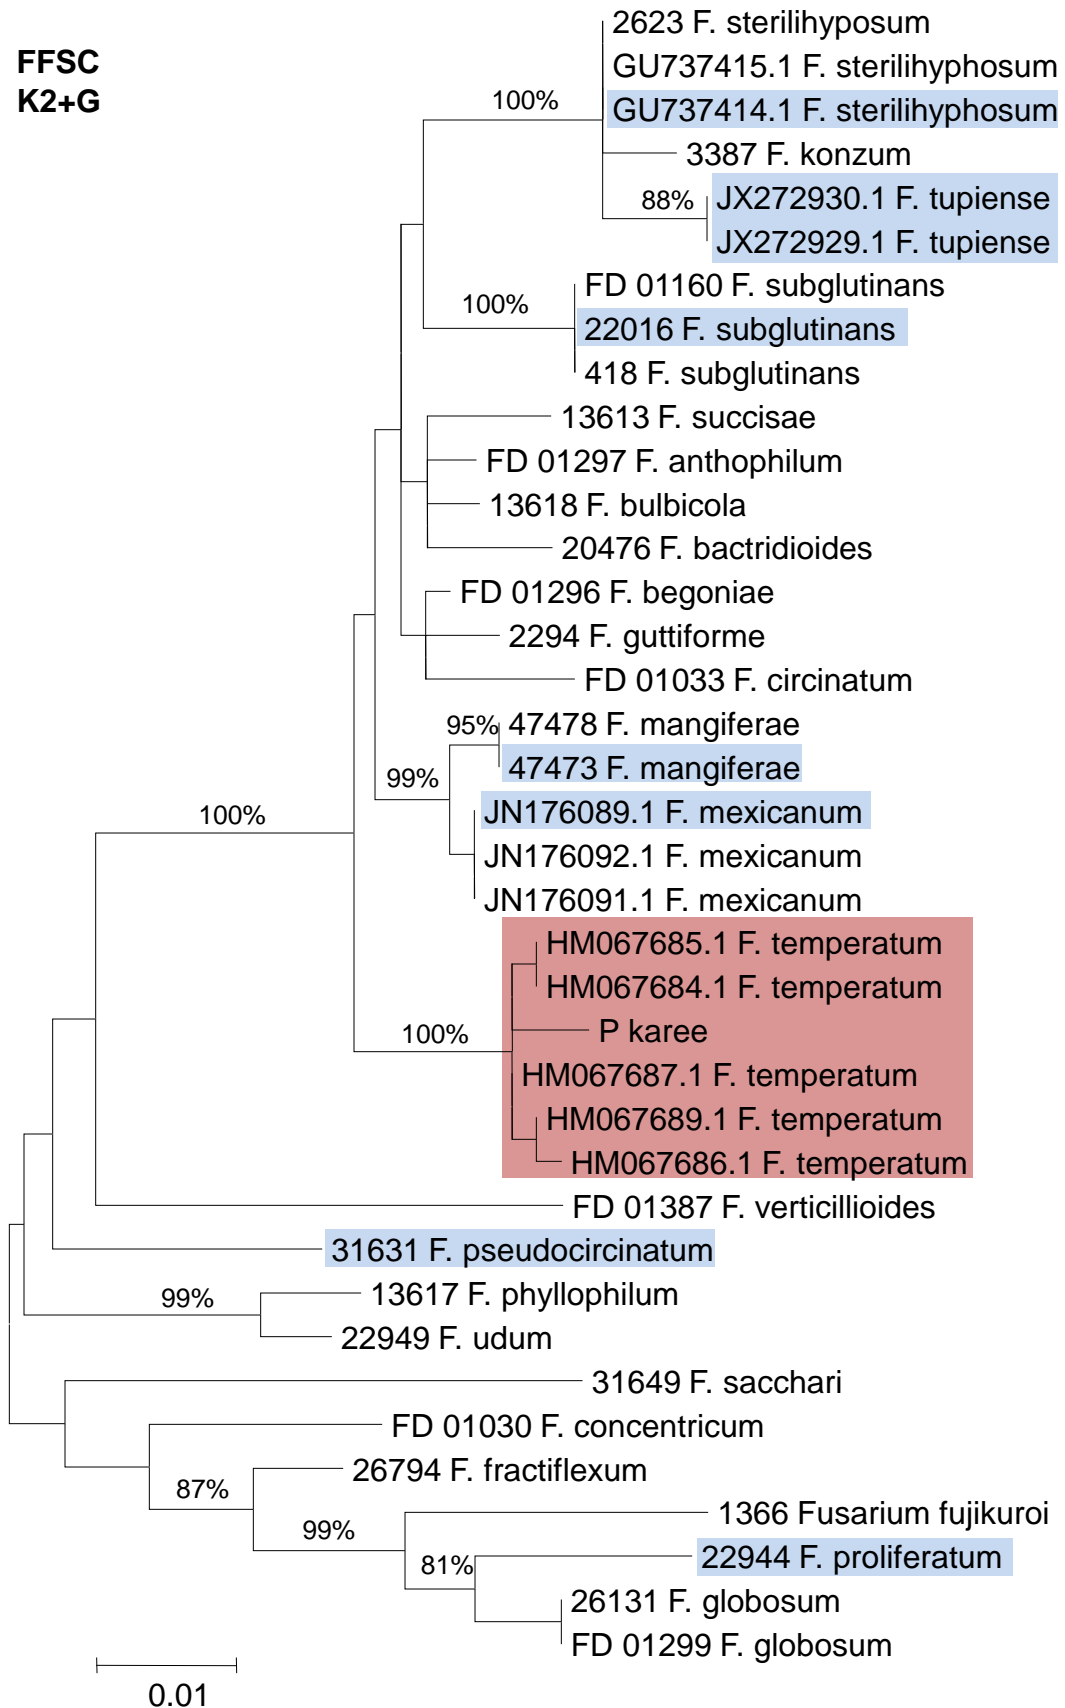 FFSC
K2+G
2623 F. sterilihyposum
GU737415.1 F. sterilihyphosum
100%
GU737414.1 F. sterilihyphosum
3387 F. konzum
88%
JX272930.1 F. tupiense
JX272929.1 F. tupiense
FD 01160 F. subglutinans
100%
22016 F. subglutinans
418 F. subglutinans
13613 F. succisae
FD 01297 F. anthophilum
13618 F. bulbicola
20476 F. bactridioides
FD 01296 F. begoniae
2294 F. guttiforme
FD 01033 F. circinatum
95%
47478 F. mangiferae
47473 F. mangiferae
99%
JN176089.1 F. mexicanum
100%
JN176092.1 F. mexicanum
JN176091.1 F. mexicanum
HM067685.1 F. temperatum
HM067684.1 F. temperatum
100%
P karee
HM067687.1 F. temperatum
HM067689.1 F. temperatum
HM067686.1 F. temperatum
FD 01387 F. verticillioides
31631 F. pseudocircinatum
99%
13617 F. phyllophilum
22949 F. udum
31649 F. sacchari
FD 01030 F. concentricum
26794 F. fractiflexum
87%
1366 Fusarium fujikuroi
99%
22944 F. proliferatum
81%
26131 F. globosum
FD 01299 F. globosum
0.01